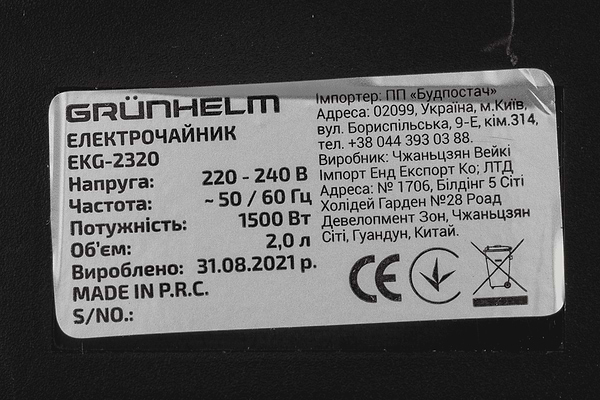 GRÜNHELM
ЕЛЕКТРОЧАЙНИК
EKG-2320
Напруга: 220 - 240 В
Частота: ~ 50 / 60 Гц
Потужність: 1500 Вт
Об'єм: 2,0 л
Вироблено: 31.08.2021 р.
MADE IN P.R.C.
S/NO.:
Імпортер: ПП «Будпостач»
Адреса: 02099, Україна, м.Київ,
вул. Бориспільська, 9-Е, кім.314,
тел. +38 044 393 03 88.
Виробник: Чжаньцзян Вейкі
Імпорт Енд Експорт Ко; ЛТД
Адреса: № 1706, Білдінг 5 Сіті
Холідей Гарден №28 Роад
Девелопмент Зон, Чжаньцзян
Сіті, Гуандун, Китай.
CE